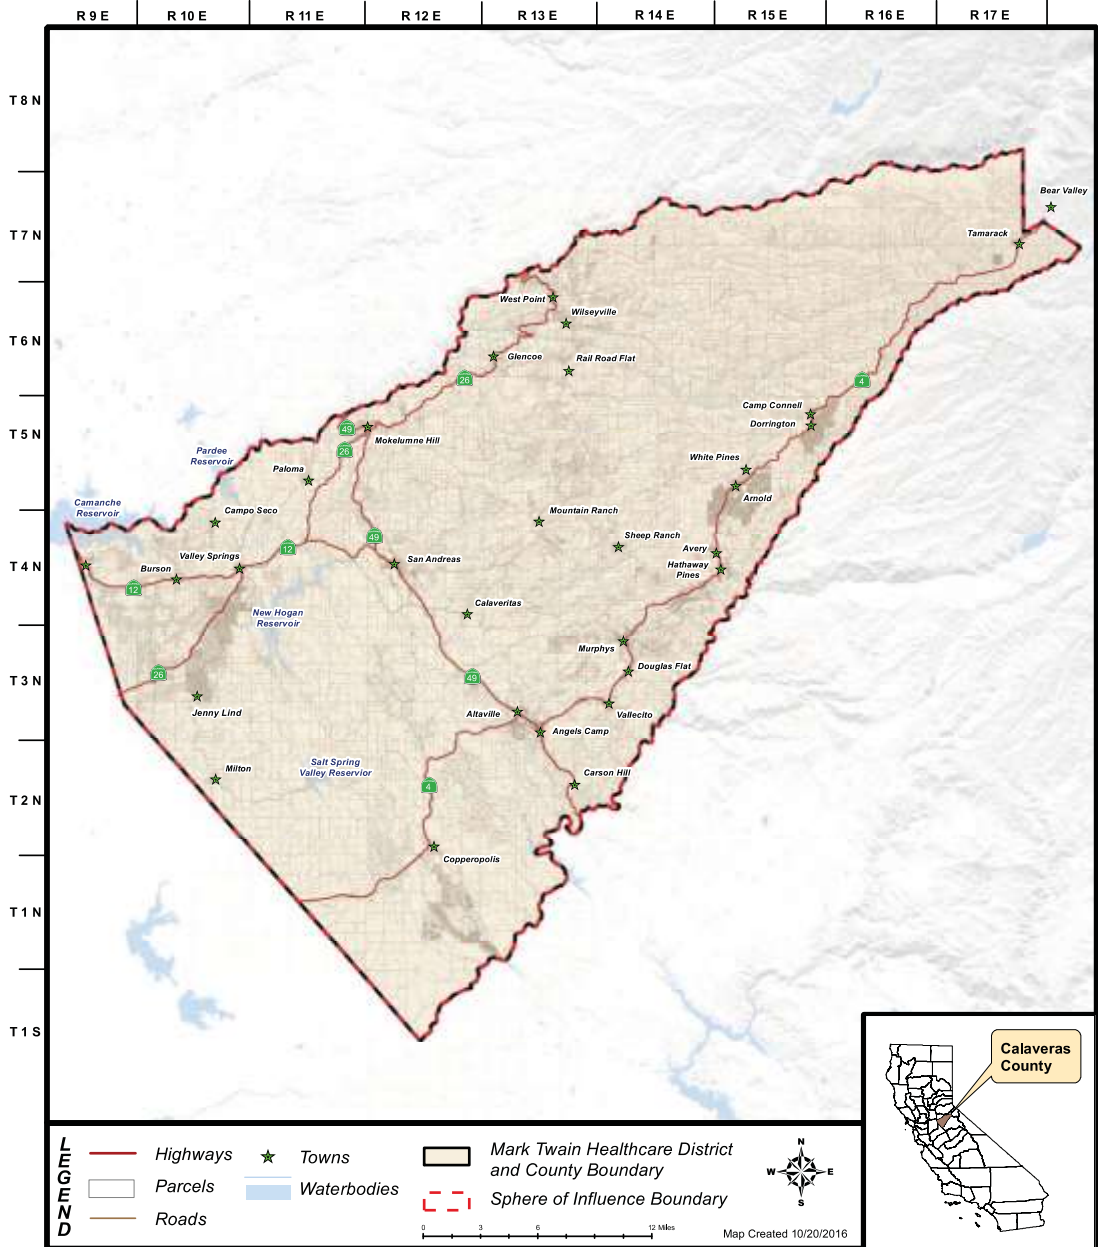 R 9 E R 10 E R 11 E R 12 E R 13 E R 14 E R 15 E R 16 E R 17 E
T 8 N
Bear Valley
T 7 N
Tamarack
West Point
Wilseyville
T 6 N
Glencoe
Rail Road Flat
26
4
Camp Connell
Dorrington
49
T 5 N
Mokelumne Hill
26
Pardee
Reservoir
White Pines
Paloma
Arnold
Camanche
Reservoir
Campo Seco
Mountain Ranch
Sheep Ranch
49
12
Avery
Valley Springs
San Andreas
Hathaway
Pines
T 4 N
Burson
12
Calaveritas
New Hogan
Reservoir
Murphys
Douglas Flat
26
49
T 3 N
Jenny Lind
Altaville
Vallecito
Angels Camp
Salt Spring
Valley Reservior
Milton
Carson Hill
4
T 2 N
Copperopolis
T 1 N
T 1 S
Calaveras
County
LEGEND
Highways
Towns
Mark Twain Healthcare District
and County Boundary
Parcels
Waterbodies
Sphere of Influence Boundary
Roads
N
W E
S
0 3 6 12 Miles
Map Created 10/20/2016